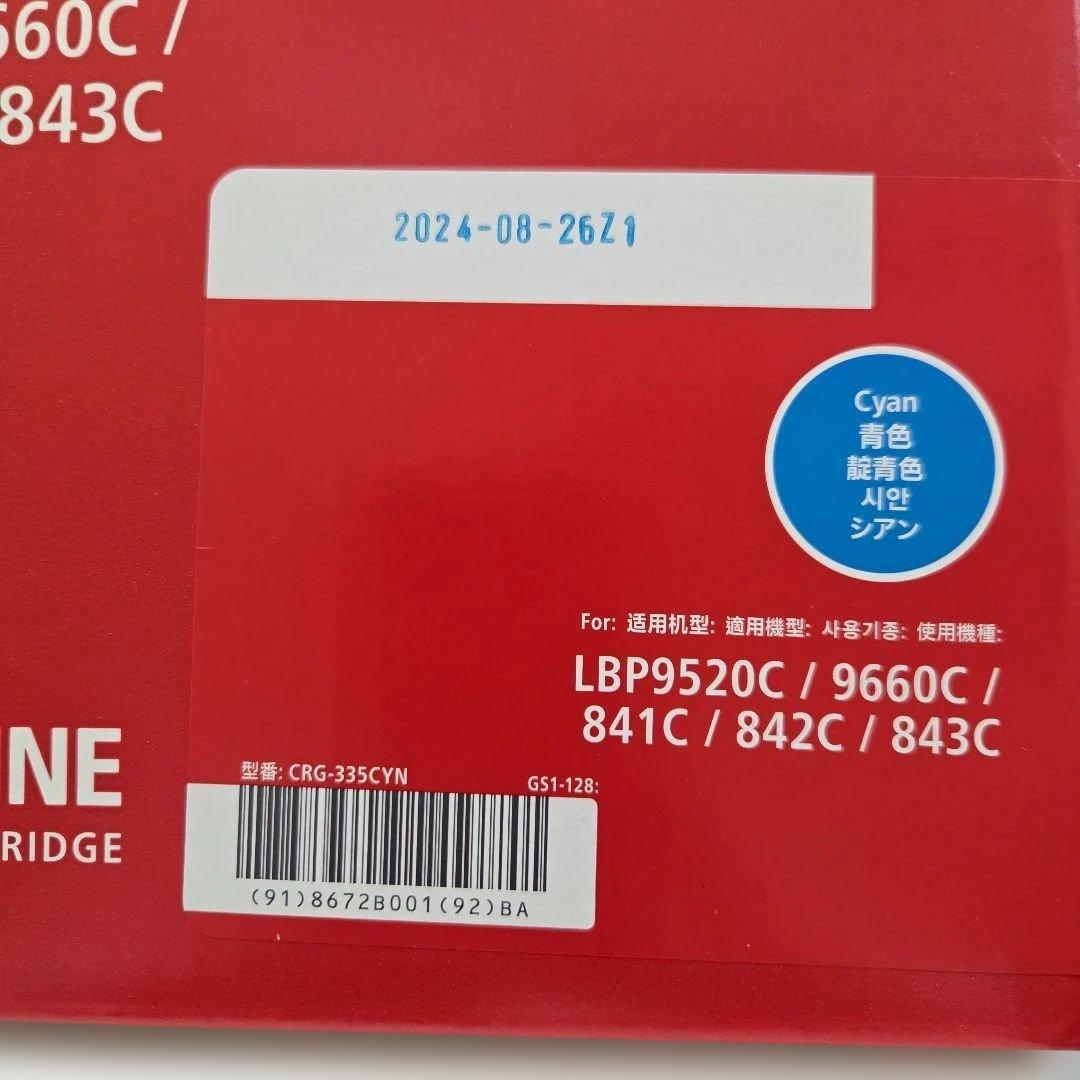 660C /
843C
2024-08-26Z1
Cyan
青色
靛青色
시안
シアン
For: 适用机型: 適用機型: 사용기종: 使用機種:
LBP9520C / 9660C /
841C / 842C / 843C
INE
RIDGE
型番: CRG-335CYN
GS1-128:
(91)8672B001(92)BA